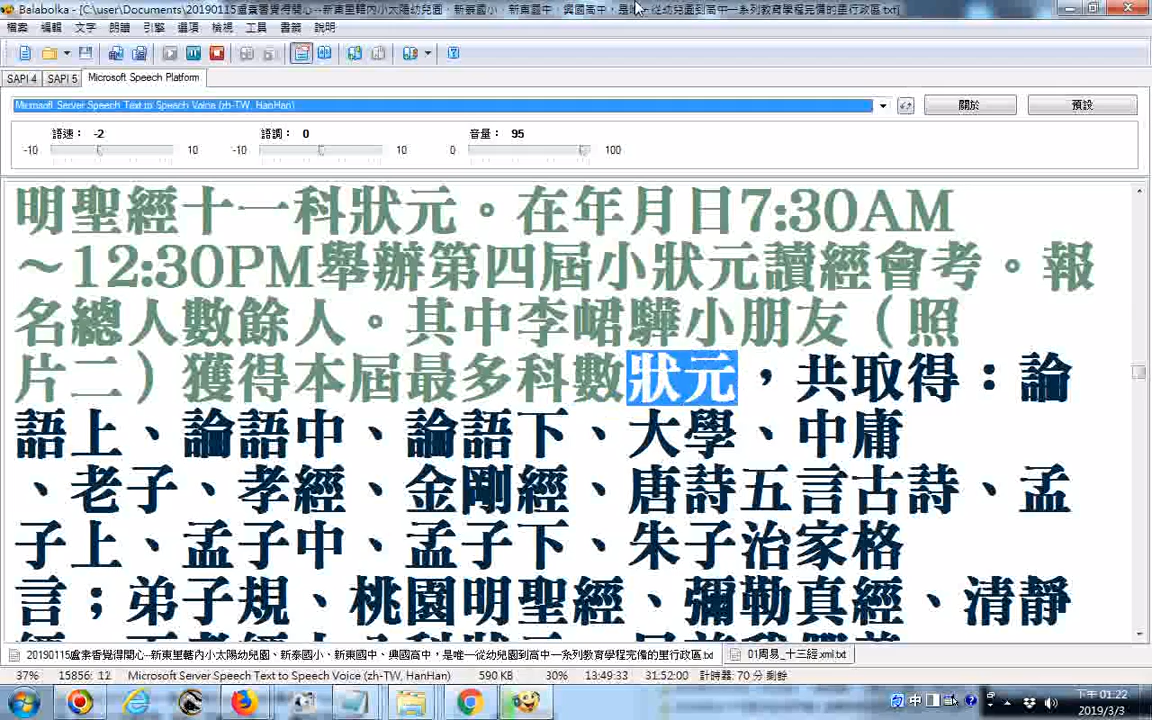 Balabolka - [C:\user\Documents\20190115盧素香覺得開心--新東里轄內小太陽幼兒園、新泰國小、新東國中、興國高中，是唯一從幼兒園到高中一系列教育學程完備的里行政區.txt]
檔案 編輯 文字 朗讀 引擎 選項 檢視 工具 書籤 說明
SAPI 4 SAPI 5 Microsoft Speech Platform
Microsoft Server Speech Text to Speech Voice (zh-TW, HanHan) 關於 預設
語速： -2 語調： 0 音量： 95
-10 10 -10 10 0 100
明聖經十一科狀元。在年月日7:30AM
～12:30PM舉辦第四屆小狀元讀經會考。報
名總人數餘人。其中李峮驊小朋友（照
片二）獲得本屆最多科數狀元，共取得：論
語上、論語中、論語下、大學、中庸
、老子、孝經、金剛經、唐詩五言古詩、孟
子上、孟子中、孟子下、朱子治家格
言；弟子規、桃園明聖經、彌勒真經、清靜
20190115盧素香覺得開心--新東里轄內小太陽幼兒園、新泰國小、新東國中、興國高中，是唯一從幼兒園到高中一系列教育學程完備的里行政區.txt 01周易_十三經.xml.txt
37% 15856: 12 Microsoft Server Speech Text to Speech Voice (zh-TW, HanHan) 590 KB 30% 13:49:33 31:52:00 計時器: 70 分 剩餘
中 下午 01:22
2019/3/3